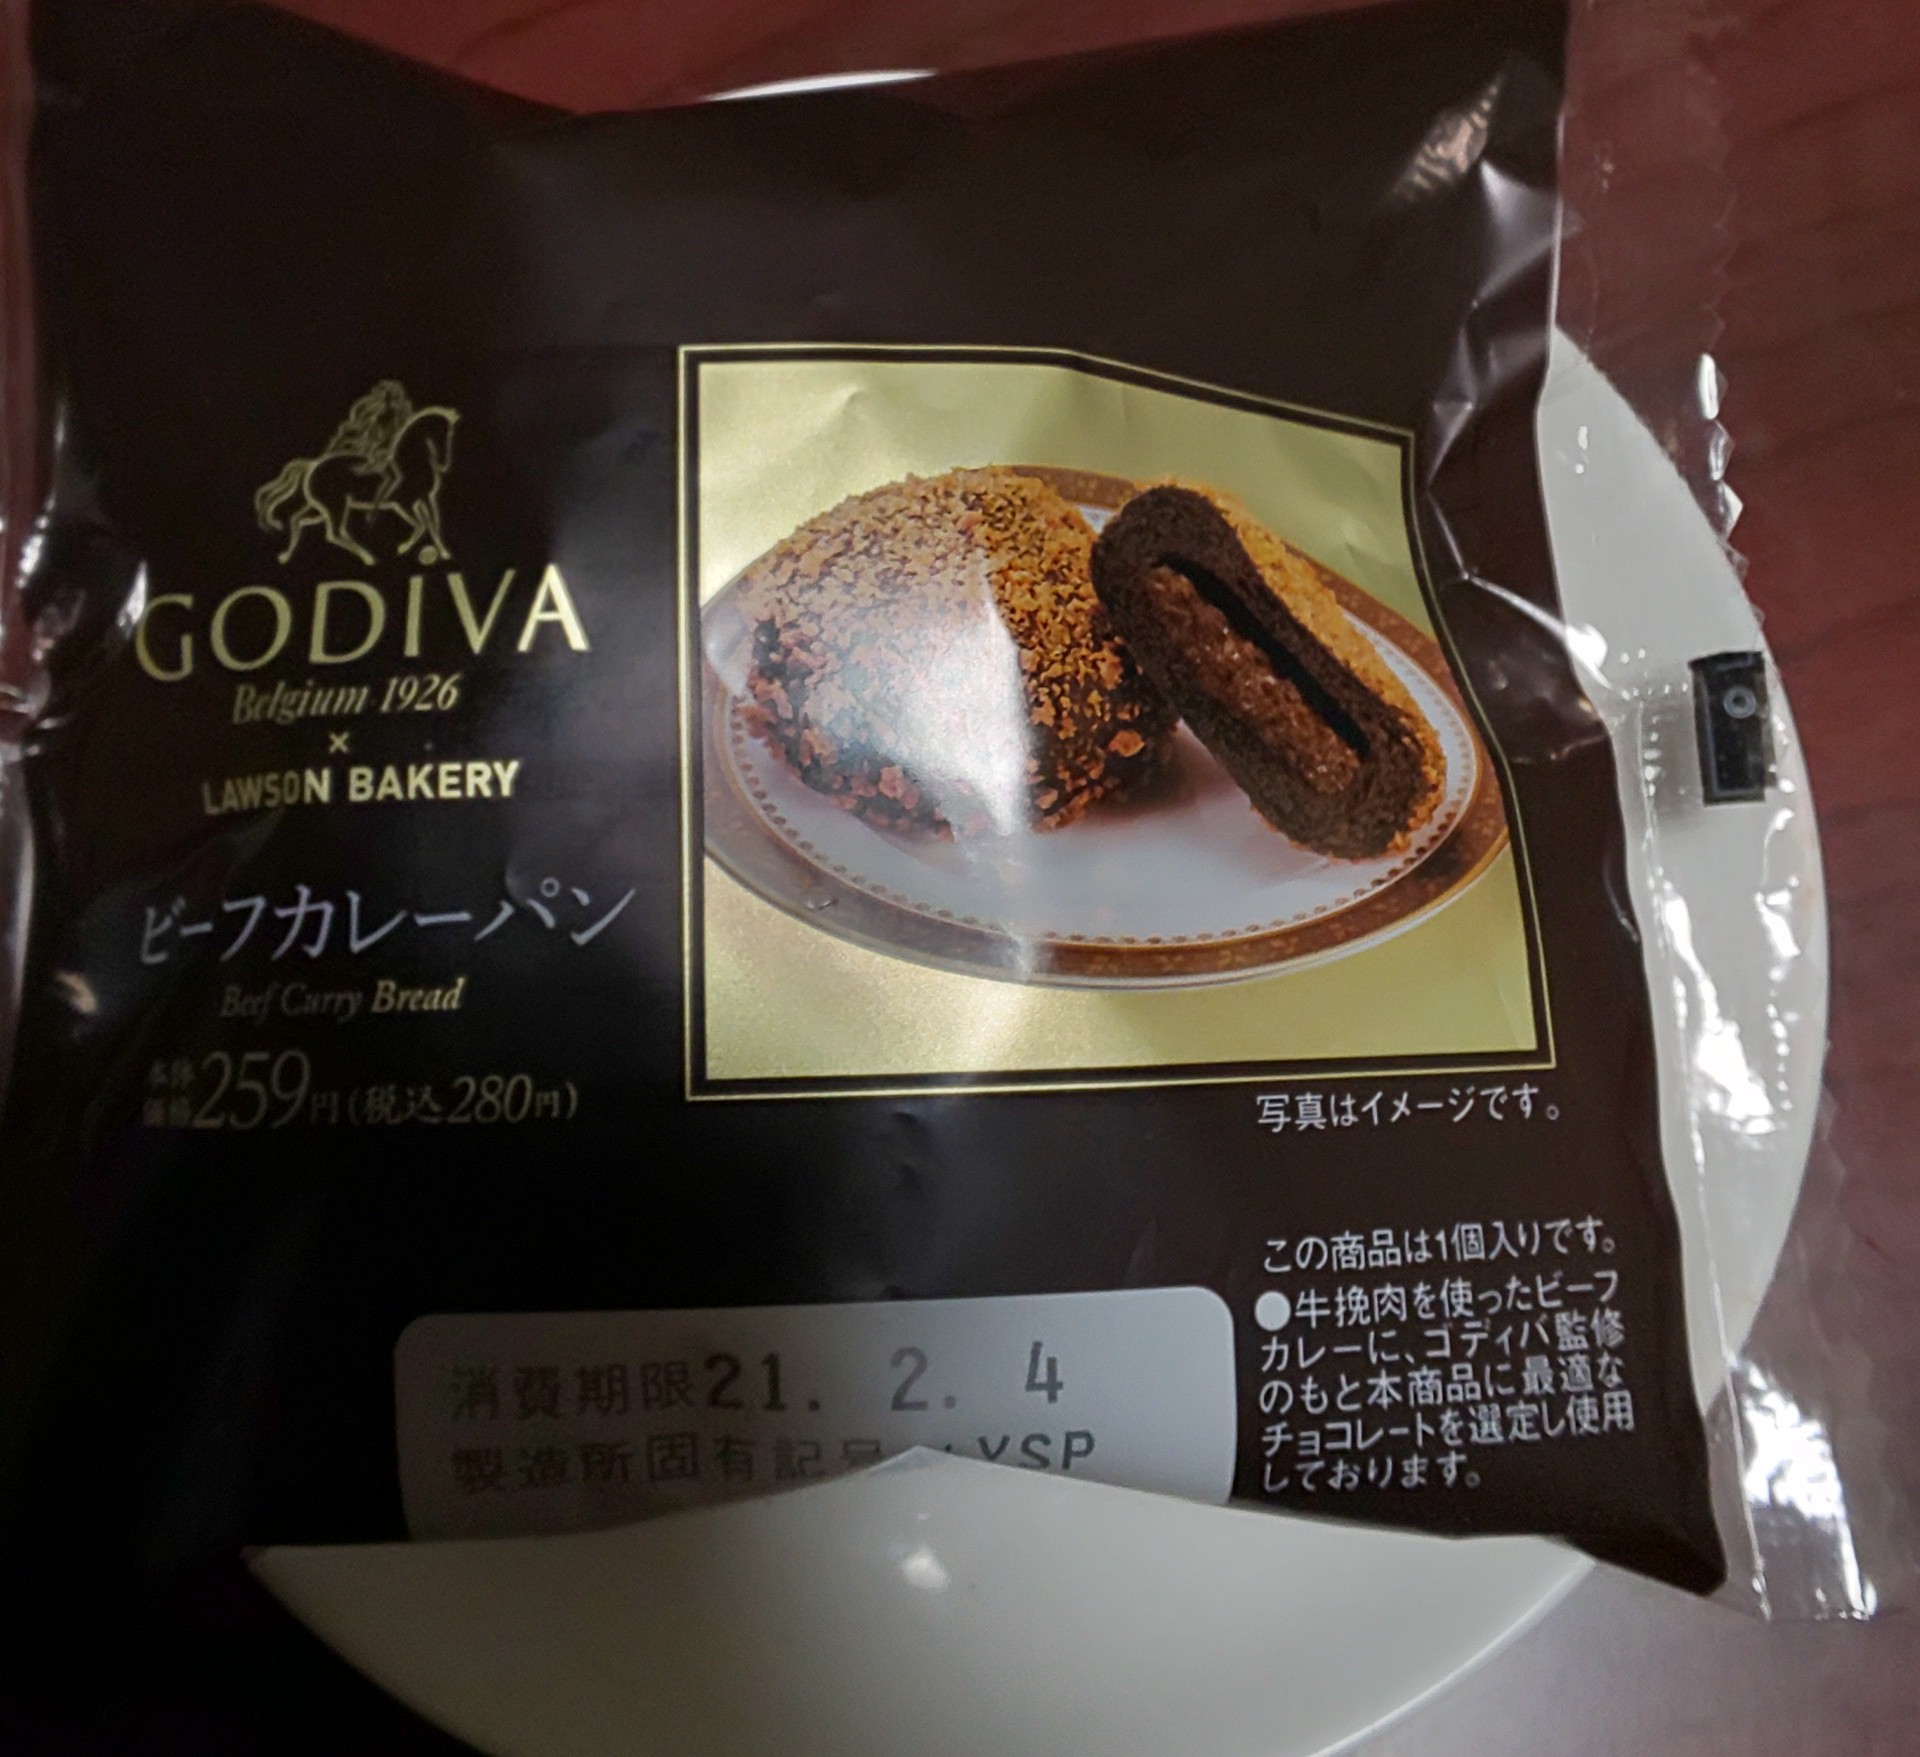 GODIVA
Belgium 1926
×
LAWSON BAKERY
ビーフカレーパン
Beef Curry Bread
本体価格259円(税込280円)
写真はイメージです。
この商品は1個入りです。
●牛挽肉を使ったビーフ
カレーに、ゴディバ監修
のもと本商品に最適な
チョコレートを選定し使用
しております。
消費期限21. 2. 4
製造所固有記号 YSP